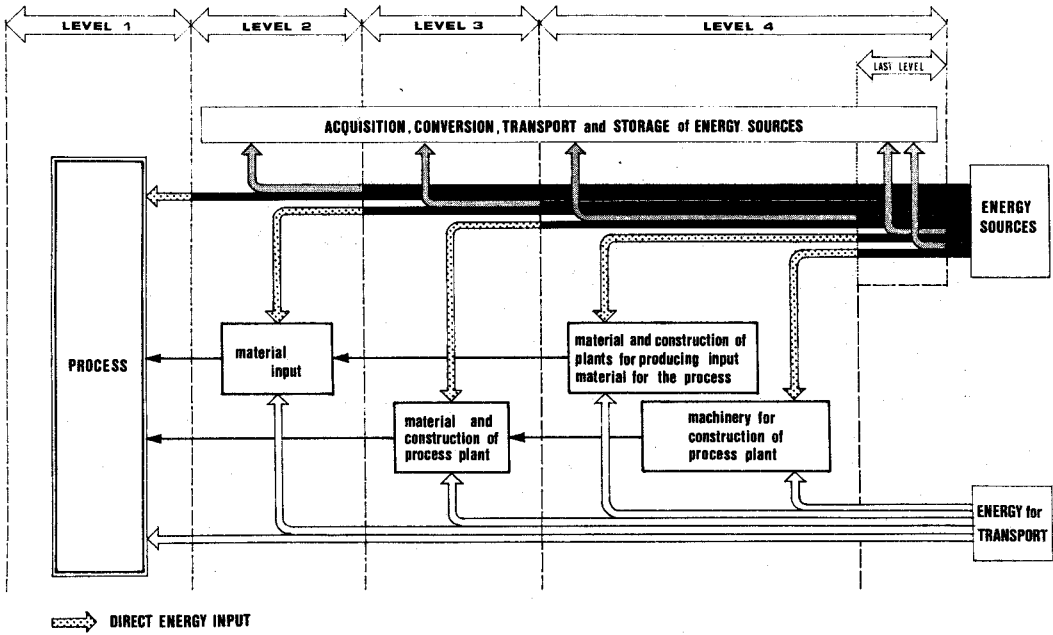 LEVEL 1
LEVEL 2
LEVEL 3
LEVEL 4
LAST LEVEL
ACQUISITION, CONVERSION, TRANSPORT and STORAGE of ENERGY SOURCES
ENERGY
SOURCES
PROCESS
material
input
material and construction of
plants for producing input
material for the process
material and
construction of
process plant
machinery for
construction of
process plant
ENERGY for
TRANSPORT
DIRECT ENERGY INPUT